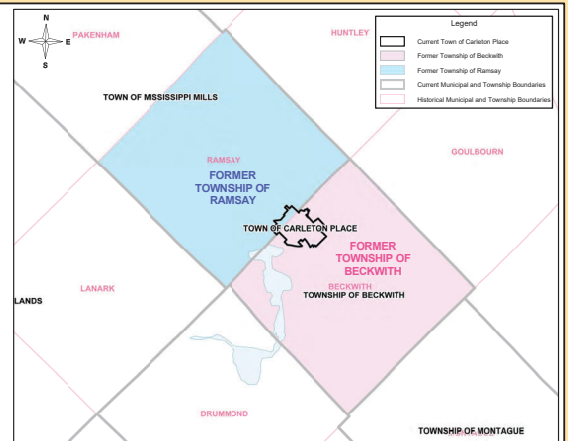 N
W E
S
PAKENHAM
HUNTLEY
Legend
Current Town of Carleton Place
Former Township of Beckwith
Former Township of Ramsay
Current Municipal and Township Boundaries
Historical Municipal and Township Boundaries
TOWN OF MSSISSIPPI MILLS
GOULBOURN
RAMSAY
FORMER
TOWNSHIP OF
RAMSAY
TOWN OF CARLETON PLACE
FORMER
TOWNSHIP OF
BECKWITH
BECKWITH
TOWNSHIP OF BECKWITH
LANARK
LANDS
DRUMMOND
TOWNSHIP OF MONTAGUE